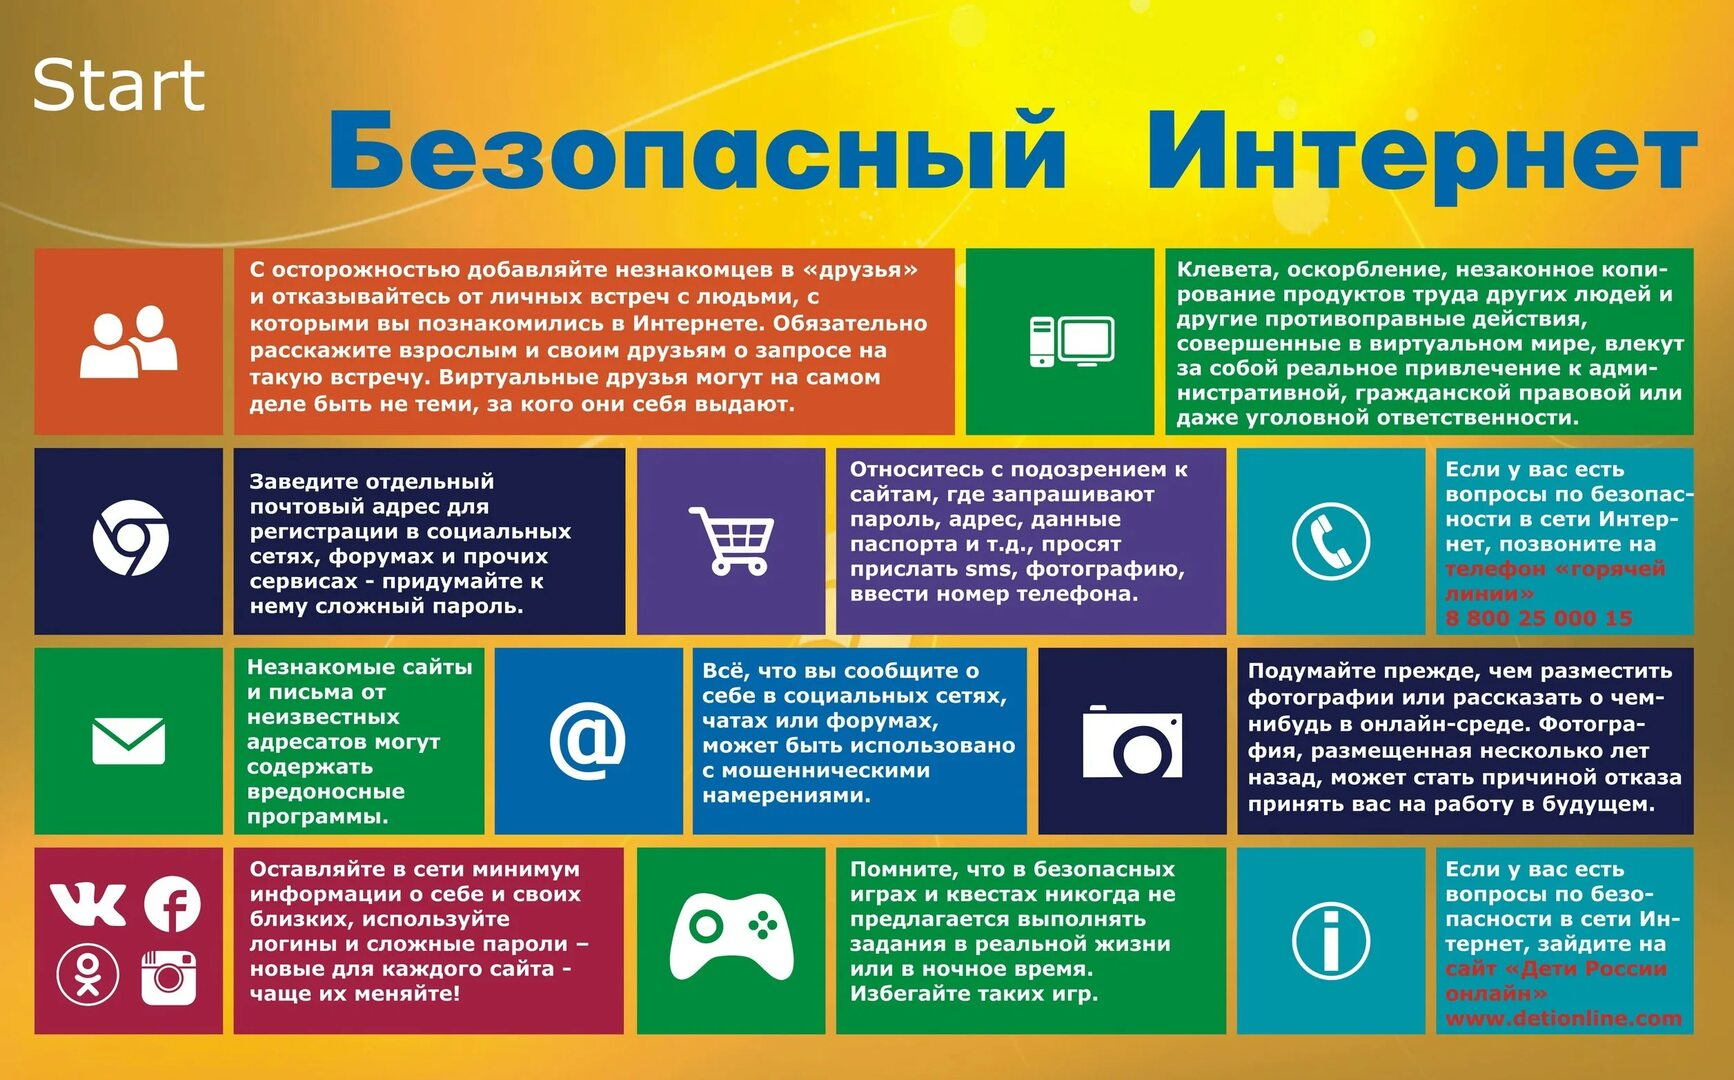 Start
Безопасный Интернет
С осторожностью добавляйте незнакомцев в «друзья»
и отказывайтесь от личных встреч с людьми, с
которыми вы познакомились в Интернете. Обязательно
расскажите взрослым и своим друзьям о запросе на
такую встречу. Виртуальные друзья могут на самом
деле быть не теми, за кого они себя выдают.
Клевета, оскорбление, незаконное копи-
рование продуктов труда других людей и
другие противоправные действия,
совершенные в виртуальном мире, влекут
за собой реальное привлечение к адми-
нистративной, гражданской правовой или
даже уголовной ответственности.
Заведите отдельный
почтовый адрес для
регистрации в социальных
сетях, форумах и прочих
сервисах - придумайте к
нему сложный пароль.
Относитесь с подозрением к
сайтам, где запрашивают
пароль, адрес, данные
паспорта и т.д., просят
прислать sms, фотографию,
ввести номер телефона.
Если у вас есть
вопросы по безопас-
ности в сети Интер-
нет, позвоните на
телефон «горячей
линии»
8 800 25 000 15
Незнакомые сайты
и письма от
неизвестных
адресатов могут
содержать
вредоносные
программы.
@
Всё, что вы сообщите о
себе в социальных сетях,
чатах или форумах,
может быть использовано
с мошенническими
намерениями.
Подумайте прежде, чем разместить
фотографии или рассказать о чем-
нибудь в онлайн-среде. Фотогра-
фия, размещенная несколько лет
назад, может стать причиной отказа
принять вас на работу в будущем.
Оставляйте в сети минимум
информации о себе и своих
близких, используйте
логины и сложные пароли –
новые для каждого сайта -
чаще их меняйте!
Помните, что в безопасных
играх и квестах никогда не
предлагается выполнять
задания в реальной жизни
или в ночное время.
Избегайте таких игр.
Если у вас есть
вопросы по безо-
пасности в сети Ин-
тернет, зайдите на
сайт «Дети России
онлайн»
www.detionline.com